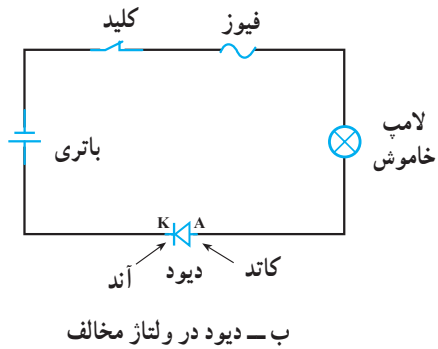 کلید
فیوز
باتری
لامپ
خاموش
K
A
آند
دیود
کاتد
ب ــ دیود در ولتاژ مخالف